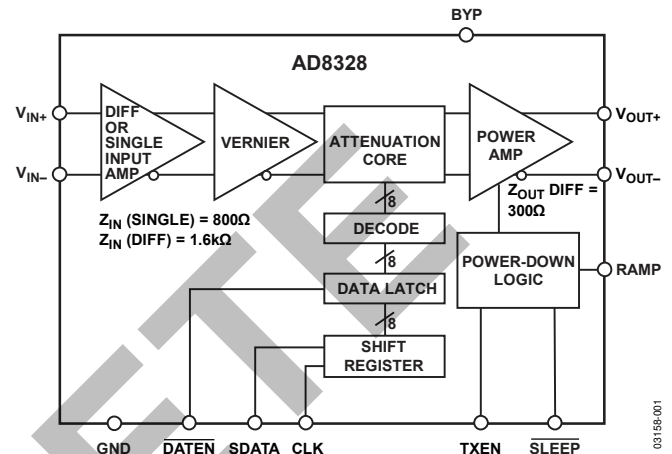 BYP
AD8328
VIN+
DIFF
OR
SINGLE
INPUT
AMP
VERNIER
ATTENUATION
CORE
POWER
AMP
VOUT+
VIN–
VOUT–
ZIN (SINGLE) = 800Ω
ZIN (DIFF) = 1.6kΩ
ZOUT DIFF =
300Ω
8
DECODE
8
DATA LATCH
8
SHIFT
REGISTER
POWER-DOWN
LOGIC
RAMP
GND
DATEN
SDATA
CLK
TXEN
SLEEP
03158-001
ETE